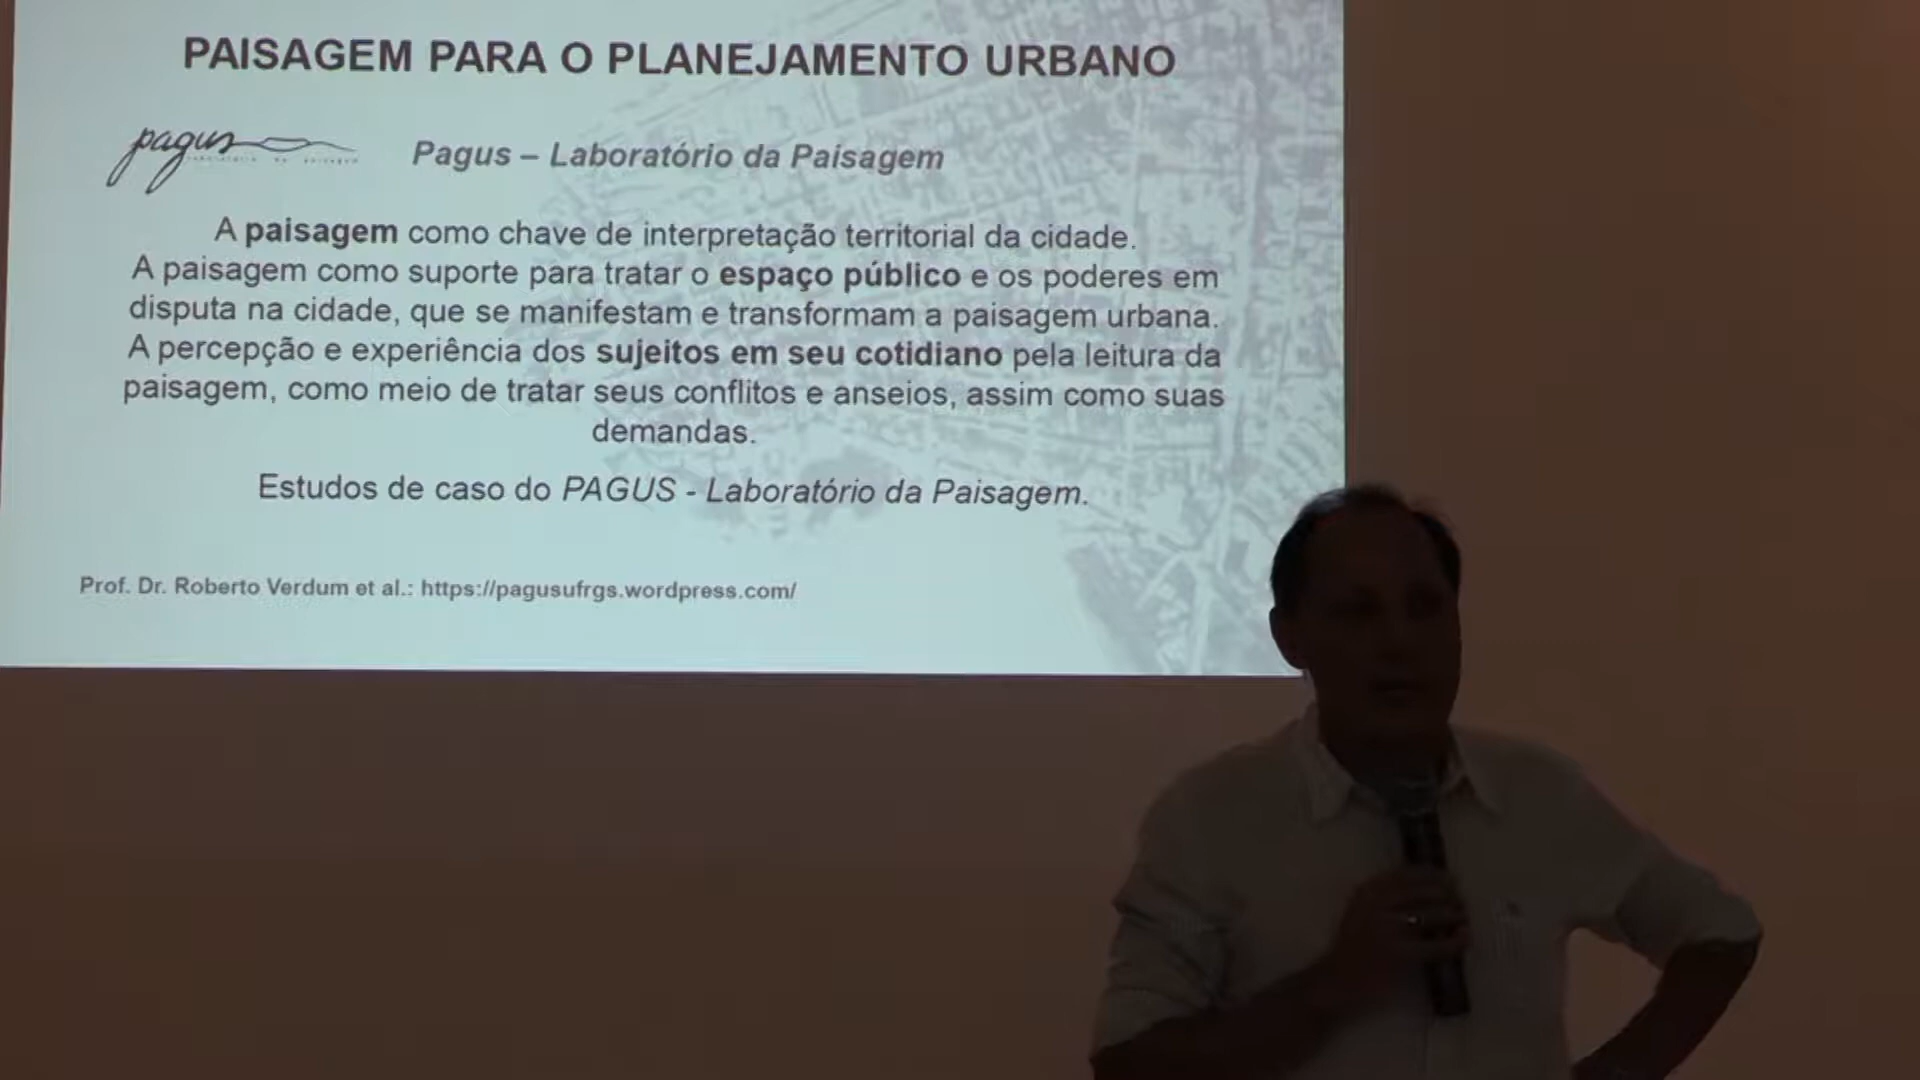 PAISAGEM PARA O PLANEJAMENTO URBANO
pagus
Pagus – Laboratório da Paisagem
A paisagem como chave de interpretação territorial da cidade.
A paisagem como suporte para tratar o espaço público e os poderes em
disputa na cidade, que se manifestam e transformam a paisagem urbana.
A percepção e experiência dos sujeitos em seu cotidiano pela leitura da
paisagem, como meio de tratar seus conflitos e anseios, assim como suas
demandas.
Estudos de caso do PAGUS - Laboratório da Paisagem.
Prof. Dr. Roberto Verdum et al.: https://pagusufrgs.wordpress.com/